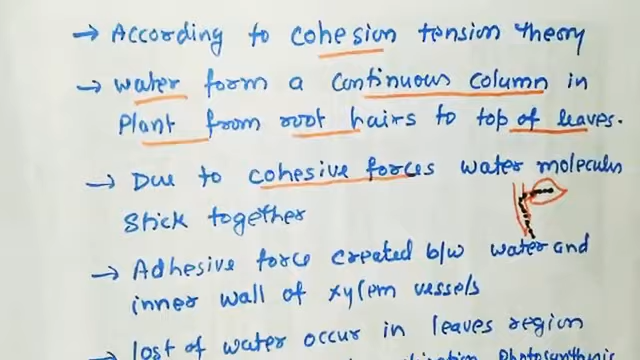 → According to cohesion tension theory
→ water form a continuous column in
Plant from root hairs to top of leaves.
→ Due to cohesive forces water molecules
stick together
→ Adhesive force created b/w water and
inner wall of xylem vessels
→ lost of water occur in leaves region
Photosynthesis